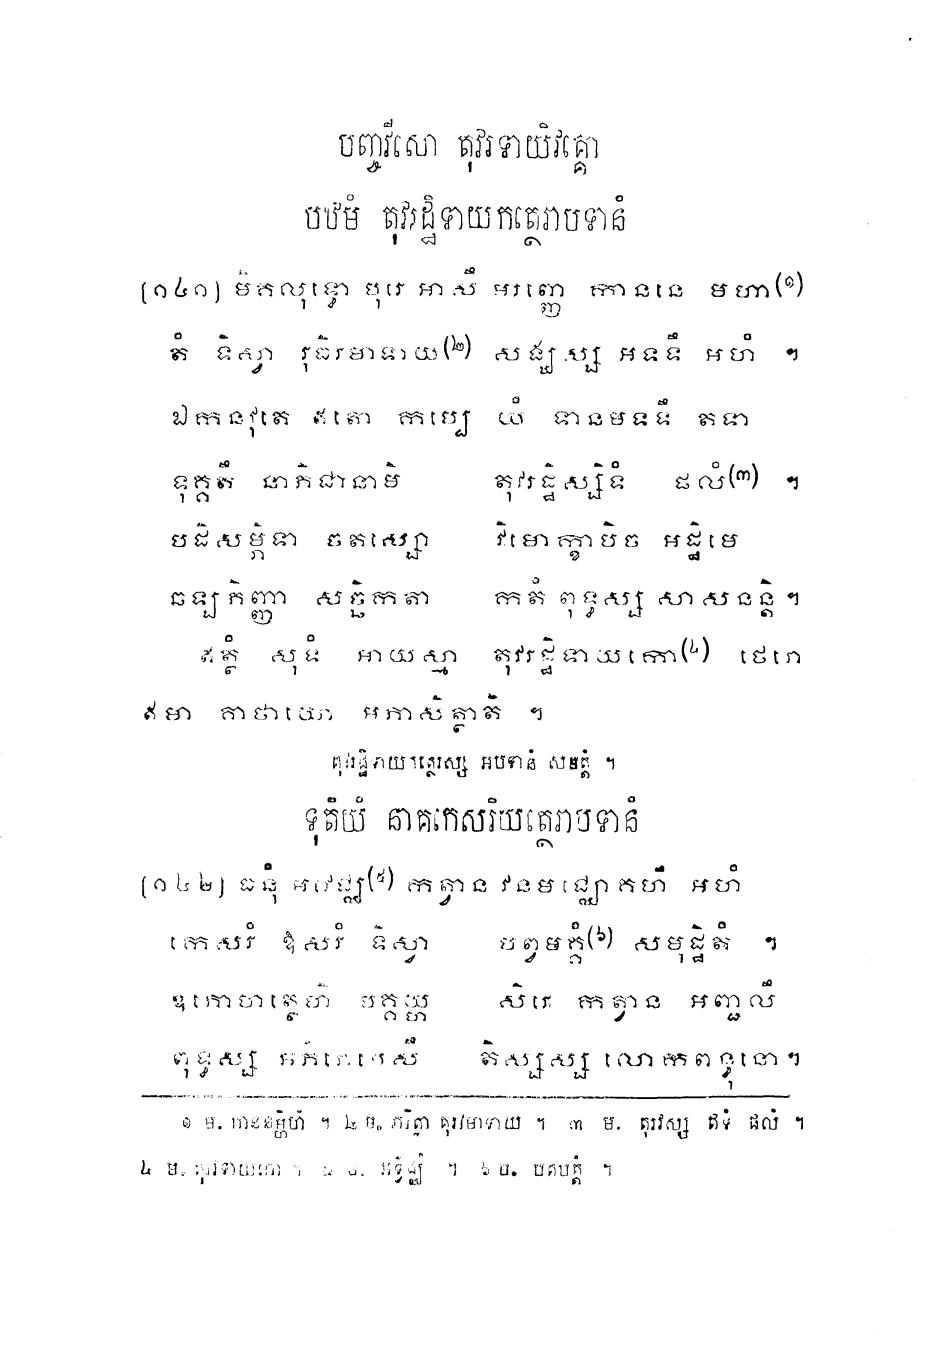 បញ្ចវីសោ តុវរទាយិវគ្គោ
បឋមំ តុវរដ្ឋិទាយកត្ថេរាបទានំ
(១៤១) មិគលុទ្ធោ បុរេ អាសឹ អរញ្ញេ កាននេ មហា(១)
តំ ទិស្វា រុធិរមាទាយ(២) សង្ឃស្ស អទទឹ អហំ ។
ឯកនវុតេ ឥតោ កប្បេ យំ ទានមទទឹ តទា
ទុគ្គតឹ នាភិជានាមិ តុវរដ្ឋិស្សិទំ ផលំ(៣) ។
បដិសម្ភិទា ចតស្សោ វិមោក្ខាបិច អដ្ឋិមេ
ឆឡភិញ្ញា សច្ឆិកតា កតំ ពុទ្ធស្ស សាសនន្តិ។
ឥត្ថំ សុទំ អាយស្មា តុវរដ្ឋិទាយកោ(៤) ថេរោ
ឥមា គាថាយោ អភាសិត្ថាតិ ។
តុវរដ្ឋិទាយកត្ថេរស្ស អបទានំ សមត្តំ ។
ទុតិយំ នាគកេសរិយត្ថេរាបទានំ
(១៤២) ធនុំ អវេជ្ឈ(៥) កត្វាន វនមជ្ឈោគហឹ អហំ
កេសរំ ឱសរំ ទិស្វា បព្វមគ្គំ(៦) សមុដ្ឋិតំ ។
ឧភោហត្ថេហិ បគ្គយ្ហ សិរេ កត្វាន អញ្ជលឹ
ពុទ្ធស្ស អភិរោបេសឹ តិស្សស្ស លោកពន្ធុនោ។
១ ម. កាននម្ហិហំ ។ ២ ម. ភរិត្វា តុវរមាទាយ ។ ៣ ម. តុវរស្ស ឥទំ ផលំ ។
៤ ម. តុវរទាយកោ ។ ៥ ម. ។ ៦ ម. បតបត្តំ ។